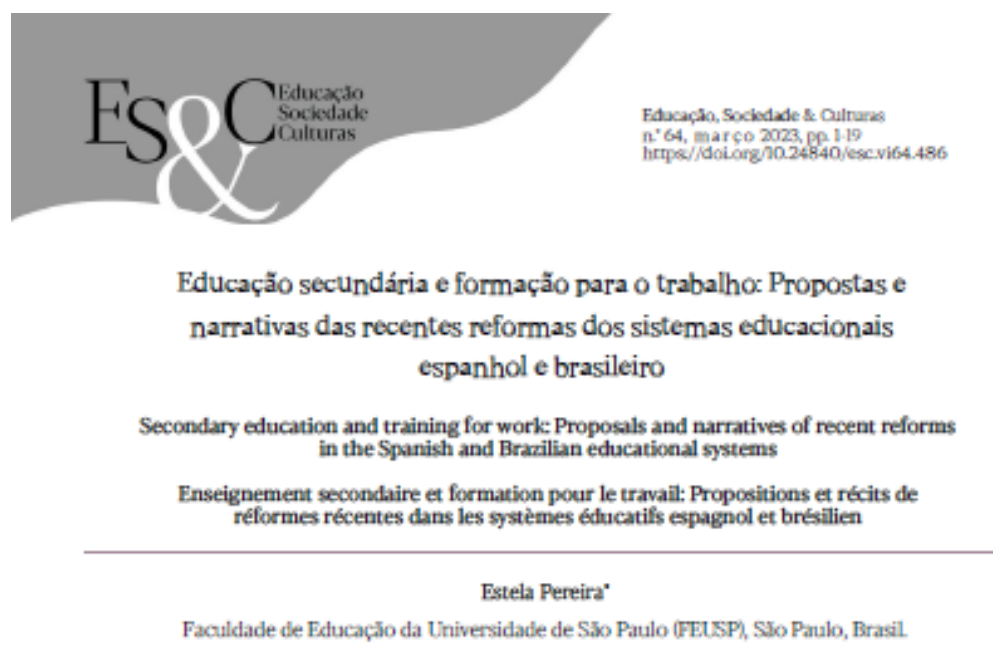 ES&C
Educação
Sociedade
Culturas
Educação, Sociedade & Culturas
n.º 64, março 2023, pp. 1-19
https://doi.org/10.24840/esc.vi64.486
Educação secundária e formação para o trabalho: Propostas e
narrativas das recentes reformas dos sistemas educacionais
espanhol e brasileiro
Secondary education and training for work: Proposals and narratives of recent reforms
in the Spanish and Brazilian educational systems
Enseignement secondaire et formation pour le travail: Propositions et récits de
réformes récentes dans les systèmes éducatifs espagnol et brésilien
Estela Pereira*
Faculdade de Educação da Universidade de São Paulo (FEUSP), São Paulo, Brasil.